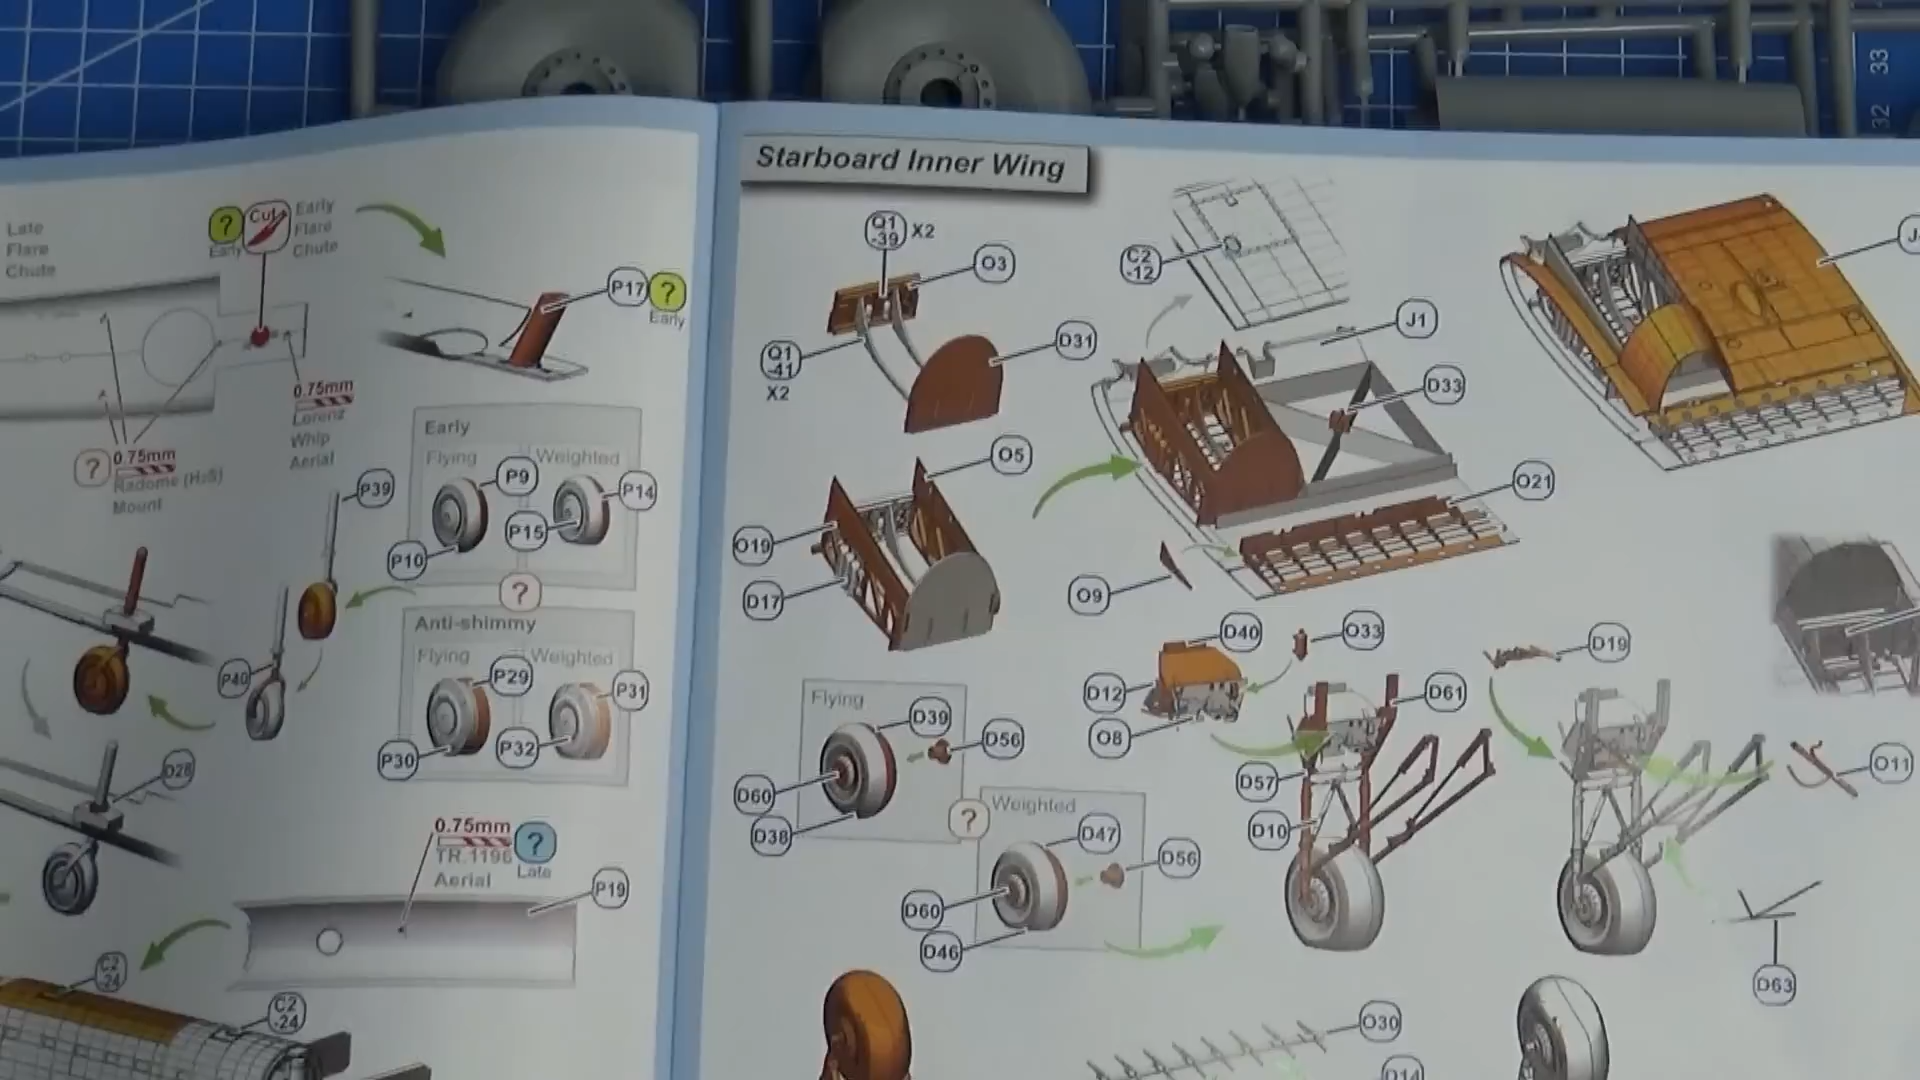 Late
Flare
Chute
?
Early
Cut
Early
Flare
Chute
P17
?
Early
0.75mm
Lorenz
Whip
Aerial
?
0.75mm
Radome (H2S)
Mount
P39
P40
D28
Early
Flying
Weighted
P9
P10
P14
P15
?
Anti-shimmy
Flying
Weighted
P29
P30
P31
P32
0.75mm
TR.1196
Aerial
?
Late
P19
C2
-24
C2
-24
Starboard Inner Wing
Q1
-39
X2
O3
Q1
-41
X2
D31
O5
O19
D17
C2
-12
J1
D33
O21
O9
Flying
D39
D56
D60
D38
?
Weighted
D47
D56
D60
D46
D40
O33
D12
O8
D61
D57
D10
D19
O11
D63
O30
D14
33
32